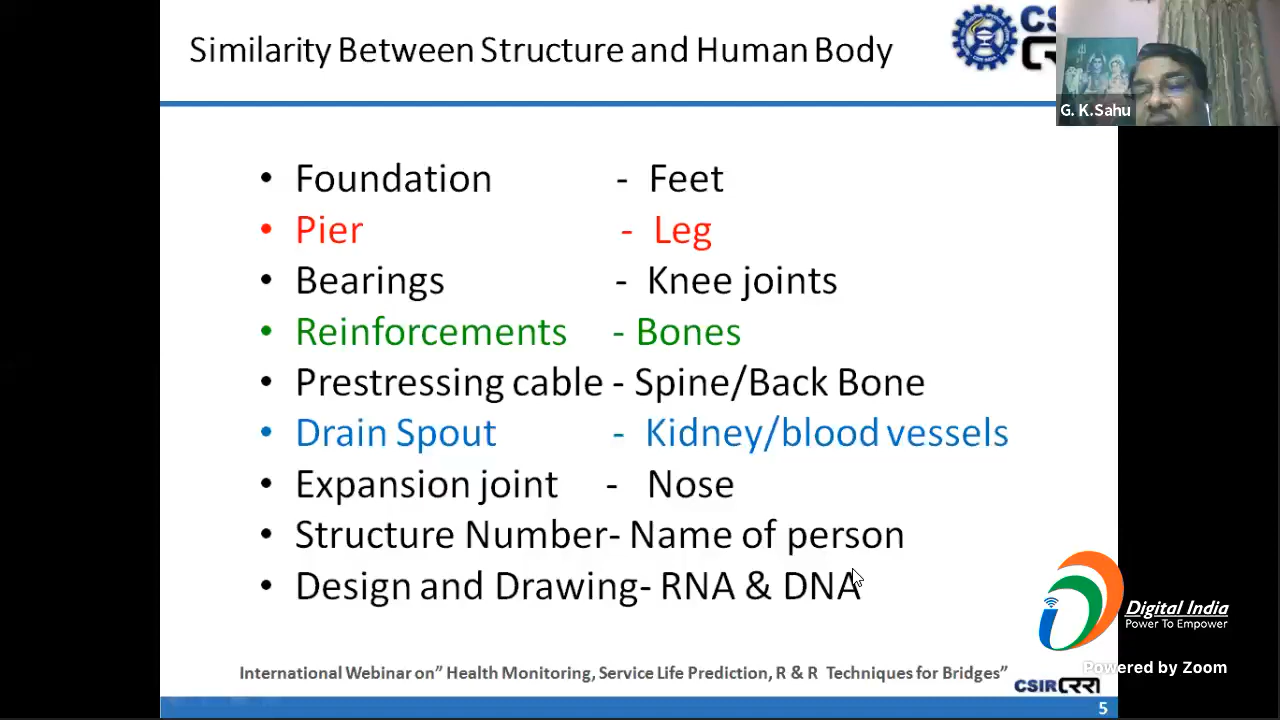 Similarity Between Structure and Human Body
CS
CRR
G. K.Sahu
• Foundation - Feet
• Pier - Leg
• Bearings - Knee joints
• Reinforcements - Bones
• Prestressing cable - Spine/Back Bone
• Drain Spout - Kidney/blood vessels
• Expansion joint - Nose
• Structure Number- Name of person
• Design and Drawing- RNA & DNA
Digital India
Power To Empower
Powered by Zoom
International Webinar on” Health Monitoring, Service Life Prediction, R & R Techniques for Bridges”
CSIR CRRI
5